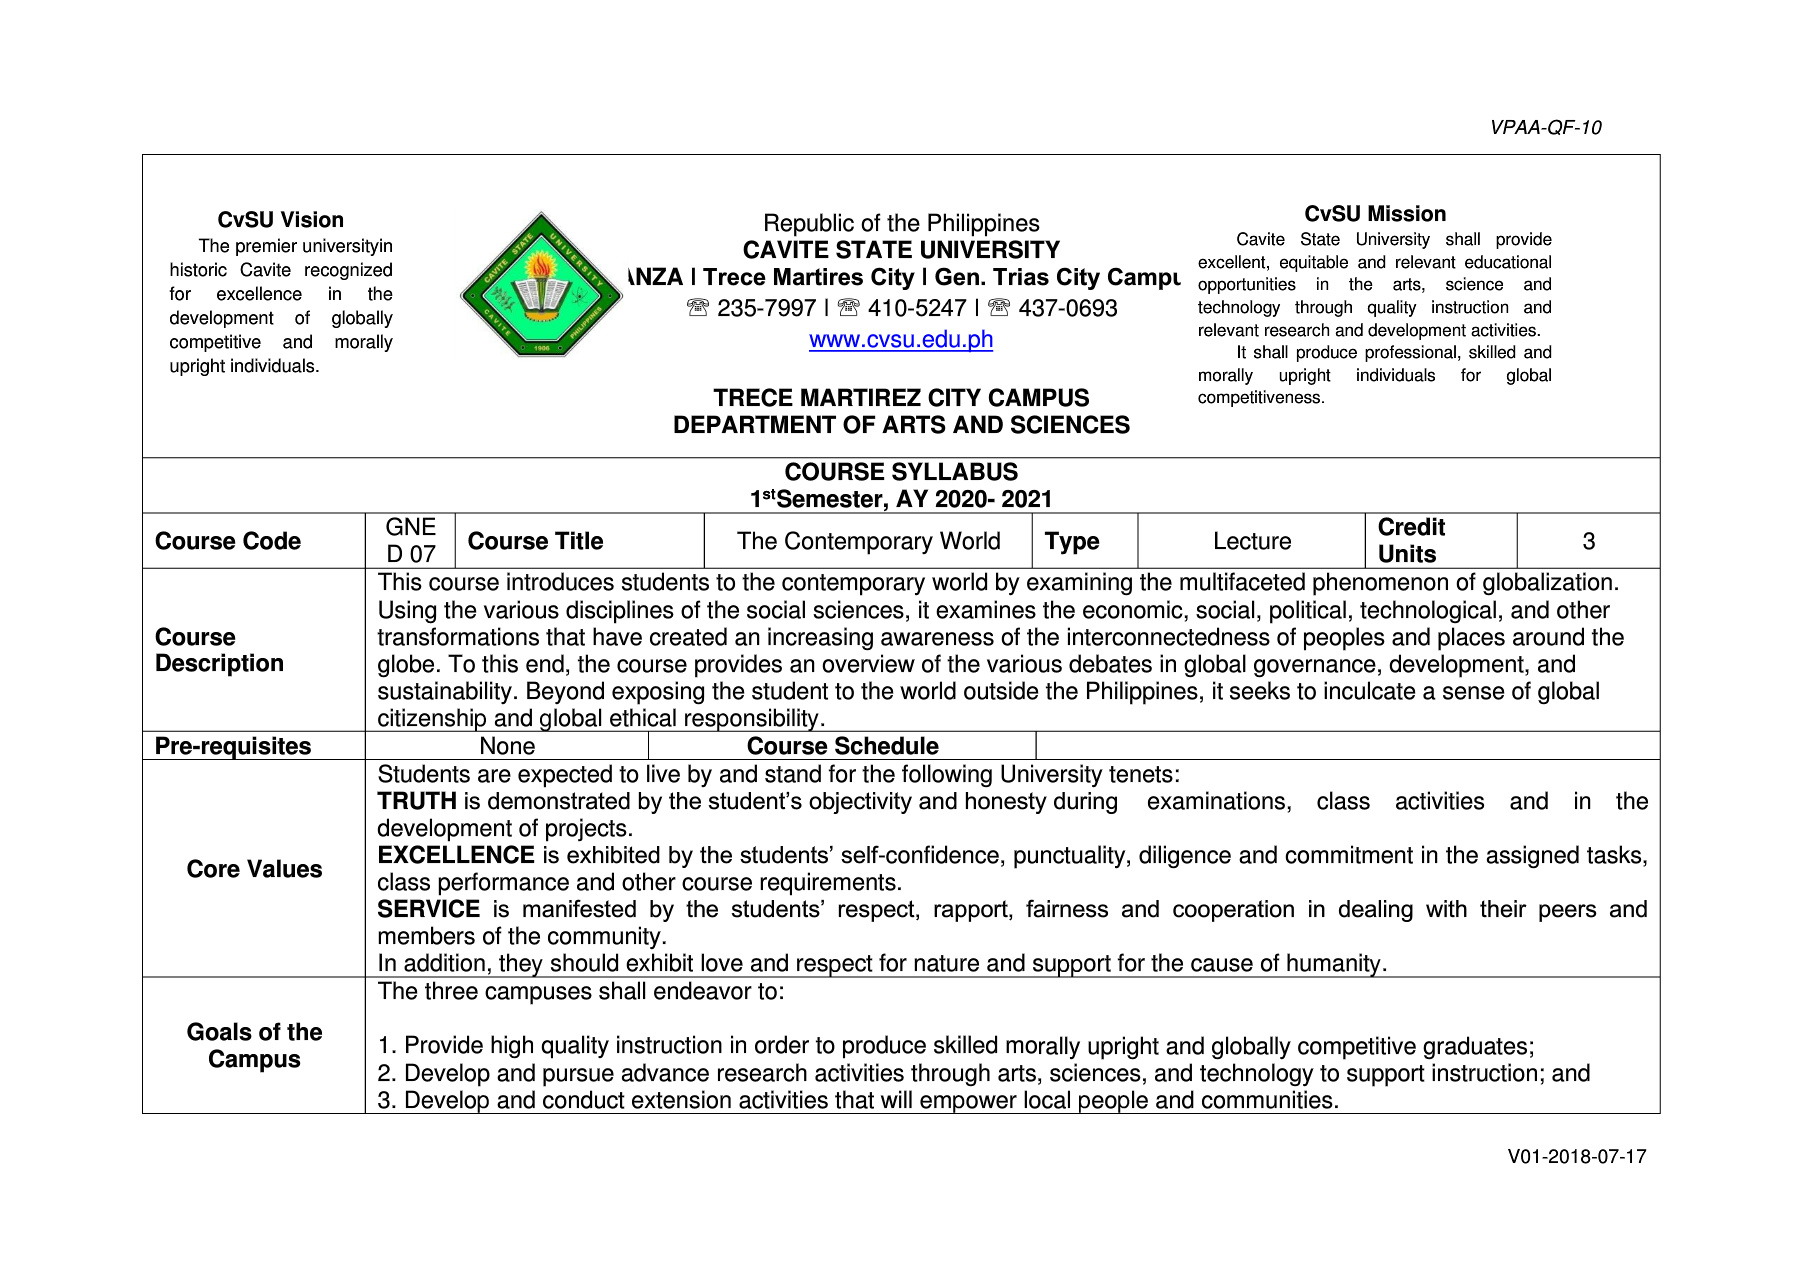 VPAA-QF-10
CvSU Vision
The premier universityin
historic Cavite recognized
for excellence in the
development of globally
competitive and morally
upright individuals.
CAVITE STATE UNIVERSITY
CAVITE
PHILIPPINES
1906
Republic of the Philippines
CAVITE STATE UNIVERSITY
ANZA | Trece Martires City | Gen. Trias City Campu
☏ 235-7997 | ☏ 410-5247 | ☏ 437-0693
www.cvsu.edu.ph
TRECE MARTIREZ CITY CAMPUS
DEPARTMENT OF ARTS AND SCIENCES
CvSU Mission
Cavite State University shall provide
excellent, equitable and relevant educational
opportunities in the arts, science and
technology through quality instruction and
relevant research and development activities.
It shall produce professional, skilled and
morally upright individuals for global
competitiveness.
COURSE SYLLABUS
1stSemester, AY 2020- 2021
Course Code
GNE
D 07
Course Title
The Contemporary World
Type
Lecture
Credit
Units
3
Course
Description
This course introduces students to the contemporary world by examining the multifaceted phenomenon of globalization.
Using the various disciplines of the social sciences, it examines the economic, social, political, technological, and other
transformations that have created an increasing awareness of the interconnectedness of peoples and places around the
globe. To this end, the course provides an overview of the various debates in global governance, development, and
sustainability. Beyond exposing the student to the world outside the Philippines, it seeks to inculcate a sense of global
citizenship and global ethical responsibility.
Pre-requisites
None
Course Schedule
Core Values
Students are expected to live by and stand for the following University tenets:
TRUTH is demonstrated by the student’s objectivity and honesty during examinations, class activities and in the
development of projects.
EXCELLENCE is exhibited by the students’ self-confidence, punctuality, diligence and commitment in the assigned tasks,
class performance and other course requirements.
SERVICE is manifested by the students’ respect, rapport, fairness and cooperation in dealing with their peers and
members of the community.
In addition, they should exhibit love and respect for nature and support for the cause of humanity.
Goals of the
Campus
The three campuses shall endeavor to:
1. Provide high quality instruction in order to produce skilled morally upright and globally competitive graduates;
2. Develop and pursue advance research activities through arts, sciences, and technology to support instruction; and
3. Develop and conduct extension activities that will empower local people and communities.
V01-2018-07-17